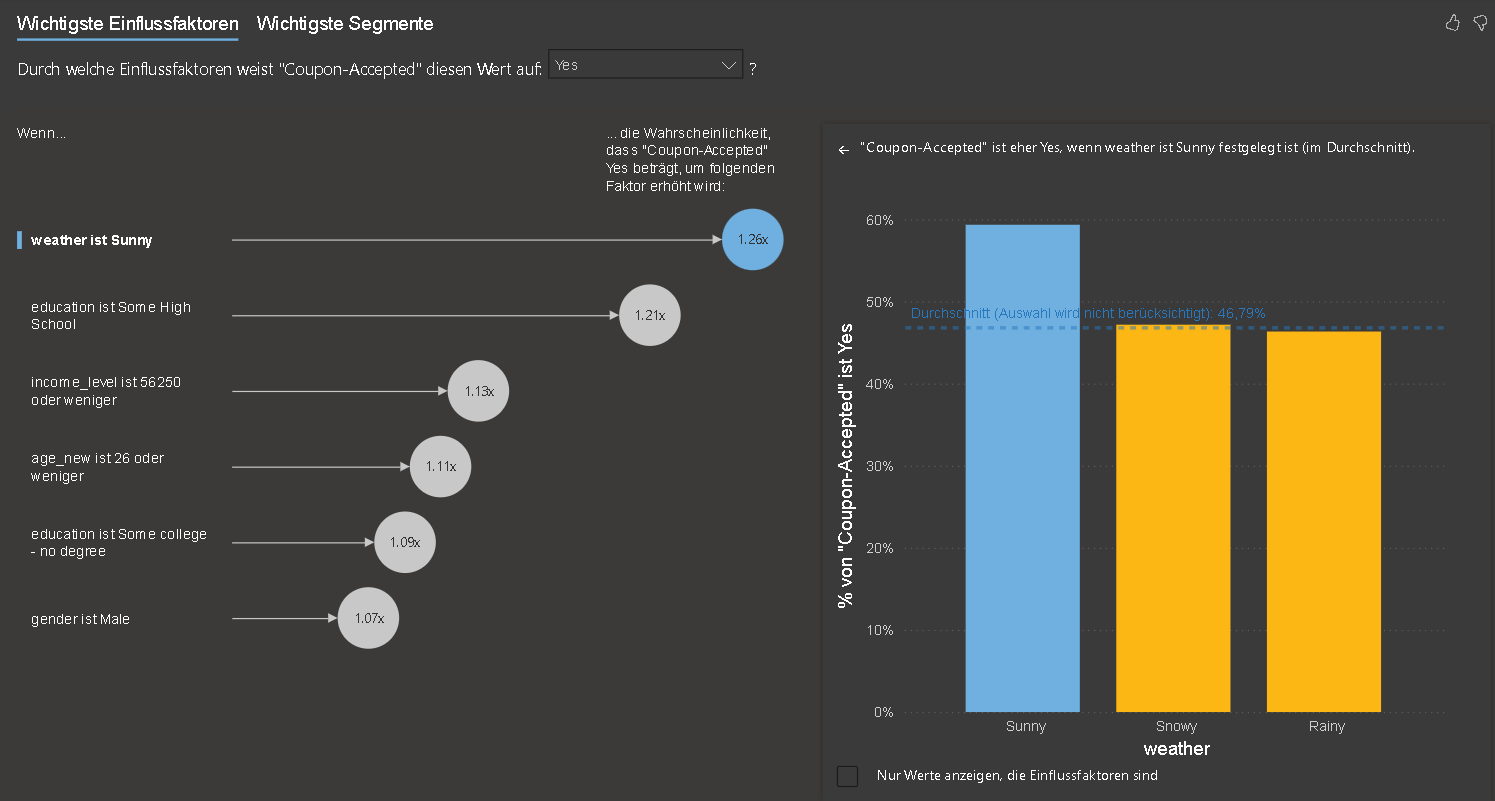 Wichtigste Einflussfaktoren
Wichtigste Segmente
Durch welche Einflussfaktoren weist "Coupon-Accepted" diesen Wert auf: Yes ?
Wenn...
... die Wahrscheinlichkeit,
dass "Coupon-Accepted"
Yes beträgt, um folgenden
Faktor erhöht wird:
weather ist Sunny
1.26x
education ist Some High
School
1.21x
income_level ist 56250
oder weniger
1.13x
age_new ist 26 oder
weniger
1.11x
education ist Some college
- no degree
1.09x
gender ist Male
1.07x
"Coupon-Accepted" ist eher Yes, wenn weather ist Sunny festgelegt ist (im Durchschnitt).
% von "Coupon-Accepted" ist Yes
60%
50%
40%
30%
20%
10%
0%
Durchschnitt (Auswahl wird nicht berücksichtigt): 46,79%
Sunny
Snowy
Rainy
weather
Nur Werte anzeigen, die Einflussfaktoren sind